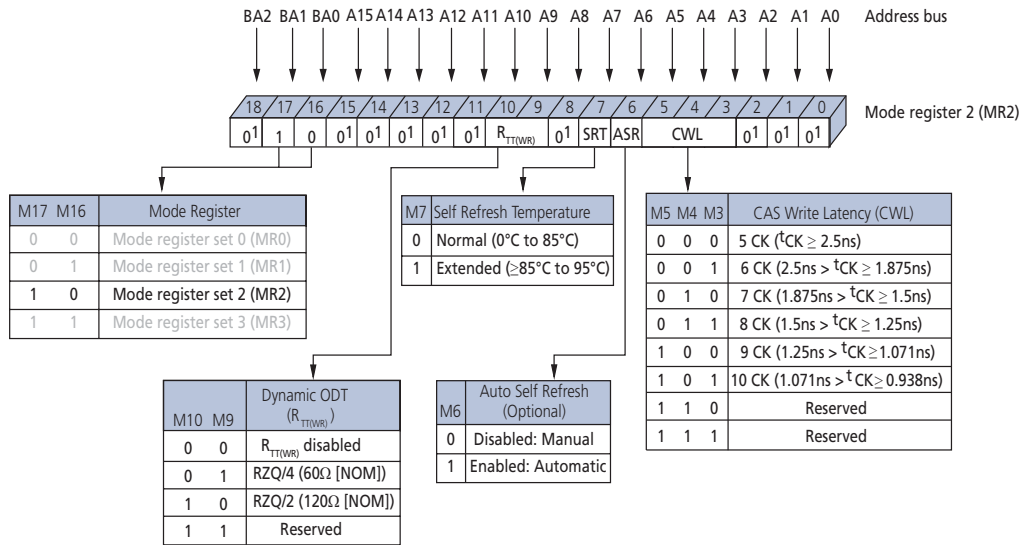 BA2 BA1 BA0 A15 A14 A13 A12 A11 A10 A9 A8 A7 A6 A5 A4 A3 A2 A1 A0 Address bus
18 17 16 15 14 13 12 11 10 9 8 7 6 5 4 3 2 1 0 Mode register 2 (MR2)
0¹ 1 0 0¹ 0¹ 0¹ 0¹ 0¹ R_TT(WR) 0¹ SRT ASR CWL 0¹ 0¹ 0¹
M17 M16 Mode Register
0 0 Mode register set 0 (MR0)
0 1 Mode register set 1 (MR1)
1 0 Mode register set 2 (MR2)
1 1 Mode register set 3 (MR3)
M7 Self Refresh Temperature
0 Normal (0°C to 85°C)
1 Extended (≥85°C to 95°C)
M5 M4 M3 CAS Write Latency (CWL)
0 0 0 5 CK (ᵗCK ≥ 2.5ns)
0 0 1 6 CK (2.5ns > ᵗCK ≥ 1.875ns)
0 1 0 7 CK (1.875ns > ᵗCK ≥ 1.5ns)
0 1 1 8 CK (1.5ns > ᵗCK ≥ 1.25ns)
1 0 0 9 CK (1.25ns > ᵗCK ≥1.071ns)
1 0 1 10 CK (1.071ns > ᵗCK ≥ 0.938ns)
1 1 0 Reserved
1 1 1 Reserved
M10 M9 Dynamic ODT
(R_TT(WR) )
0 0 R_TT(WR) disabled
0 1 RZQ/4 (60Ω [NOM])
1 0 RZQ/2 (120Ω [NOM])
1 1 Reserved
M6 Auto Self Refresh
(Optional)
0 Disabled: Manual
1 Enabled: Automatic